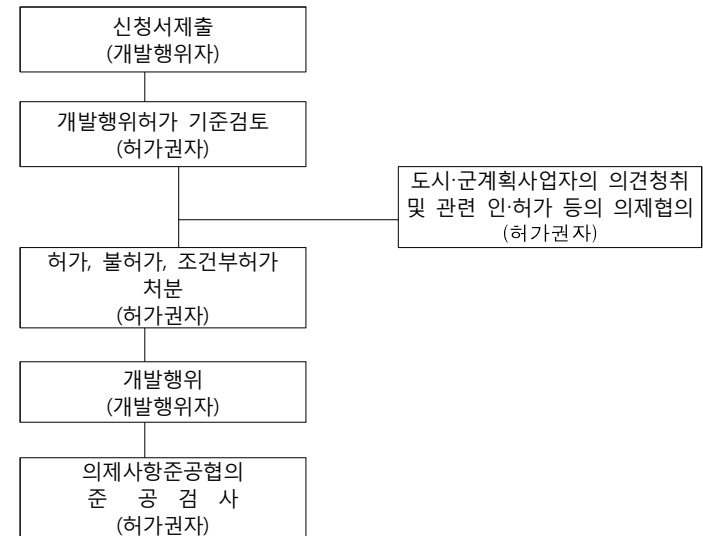 신청서제출
(개발행위자)
개발행위허가 기준검토
(허가권자)
도시·군계획사업자의 의견청취
및 관련 인·허가 등의 의제협의
(허가권자)
허가, 불허가, 조건부허가
처분
(허가권자)
개발행위
(개발행위자)
의제사항준공협의
준 공 검 사
(허가권자)